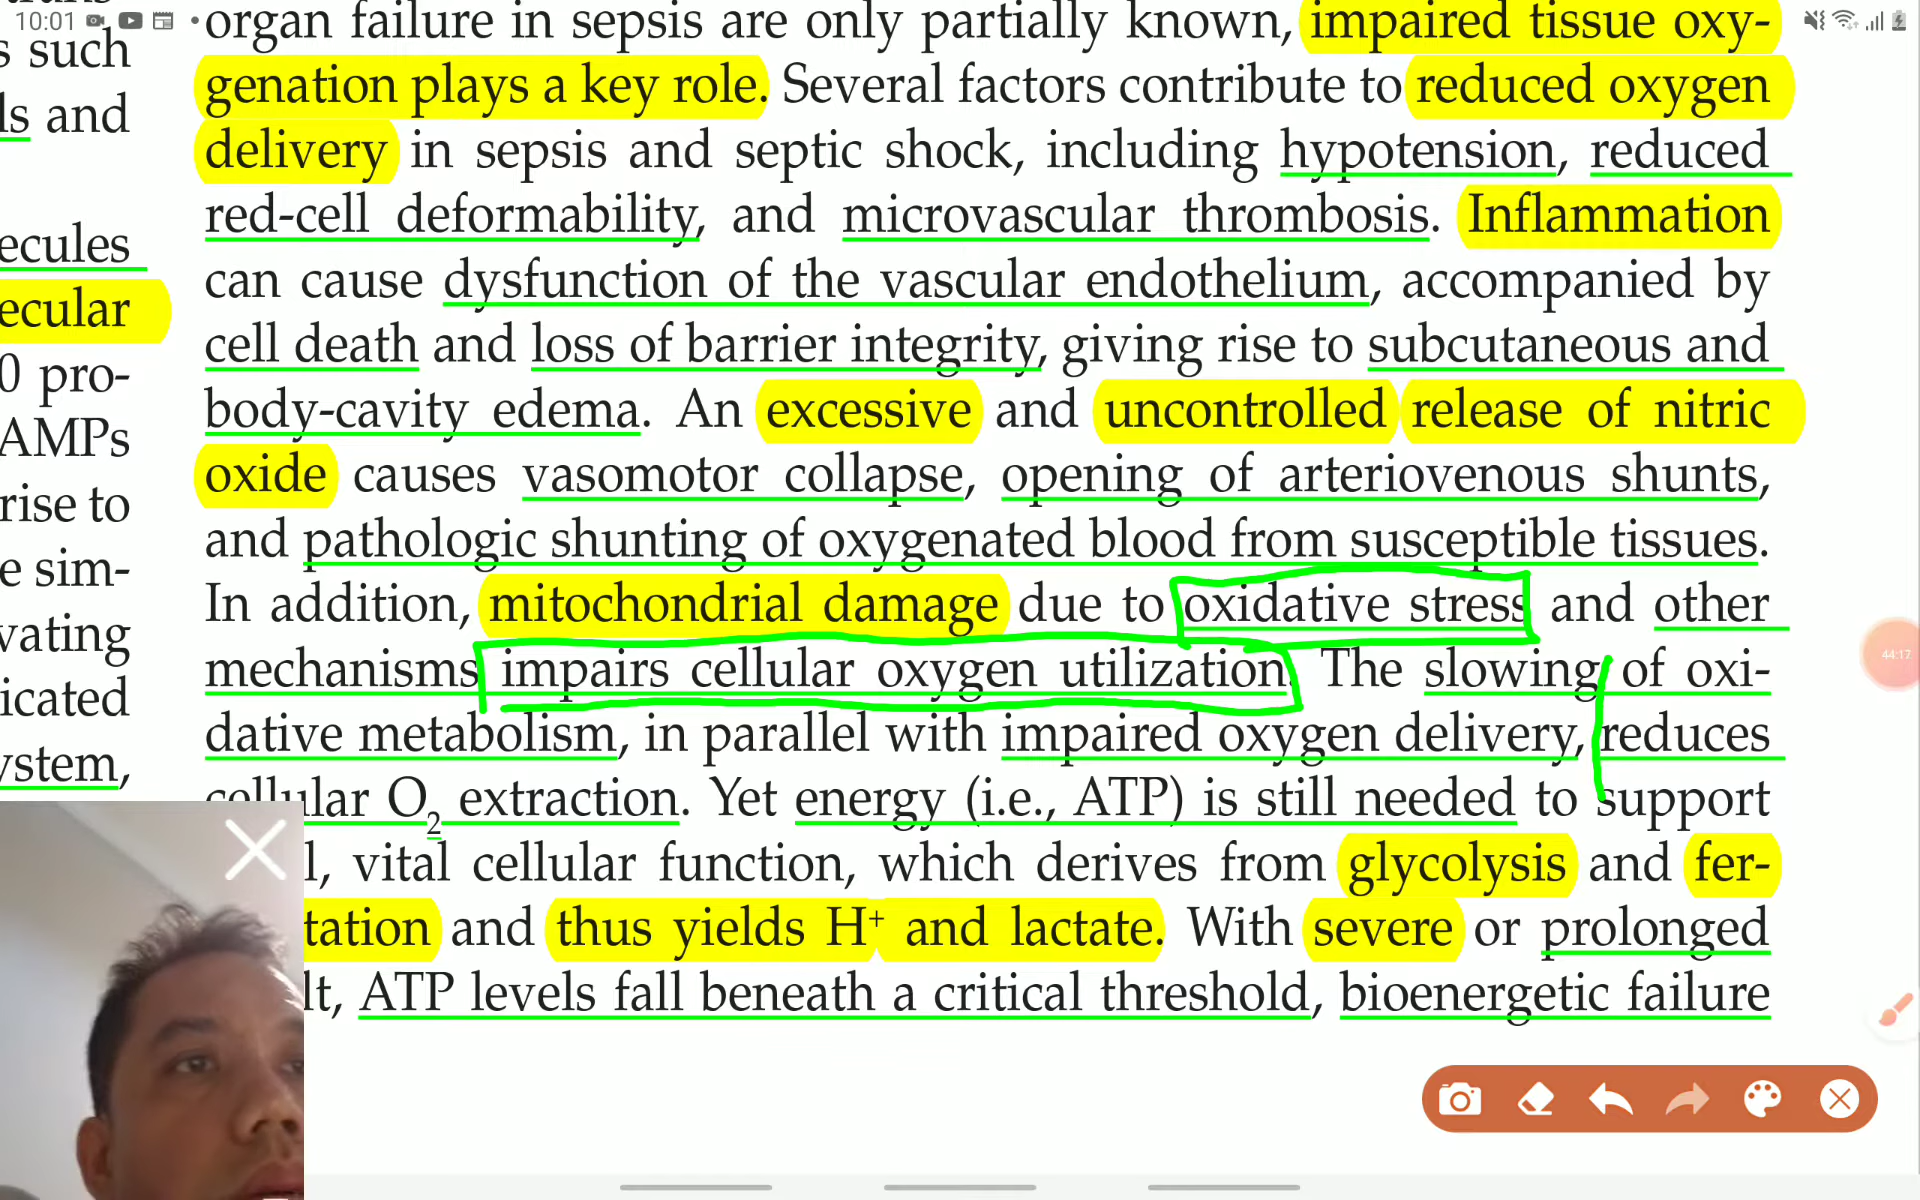 10:01
s such
ls and
ecules
ecular
0 pro-
AMPs
rise to
e sim-
vating
icated
ystem,
organ failure in sepsis are only partially known, impaired tissue oxy-
genation plays a key role. Several factors contribute to reduced oxygen
delivery in sepsis and septic shock, including hypotension, reduced
red-cell deformability, and microvascular thrombosis. Inflammation
can cause dysfunction of the vascular endothelium, accompanied by
cell death and loss of barrier integrity, giving rise to subcutaneous and
body-cavity edema. An excessive and uncontrolled release of nitric
oxide causes vasomotor collapse, opening of arteriovenous shunts,
and pathologic shunting of oxygenated blood from susceptible tissues.
In addition, mitochondrial damage due to oxidative stress and other
mechanisms impairs cellular oxygen utilization. The slowing of oxi-
dative metabolism, in parallel with impaired oxygen delivery, reduces
cellular O₂ extraction. Yet energy (i.e., ATP) is still needed to support
l, vital cellular function, which derives from glycolysis and fer-
tation and thus yields H⁺ and lactate. With severe or prolonged
lt, ATP levels fall beneath a critical threshold, bioenergetic failure
44:17